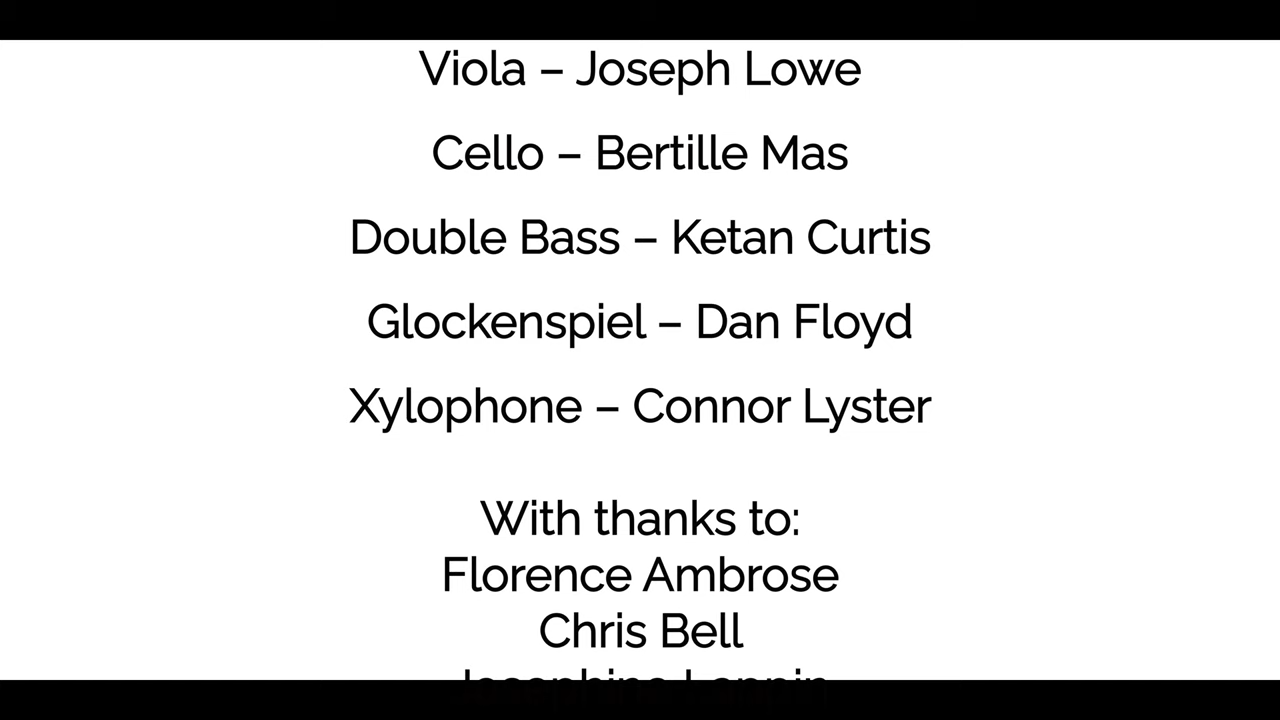 Viola – Joseph Lowe
Cello – Bertille Mas
Double Bass – Ketan Curtis
Glockenspiel – Dan Floyd
Xylophone – Connor Lyster
With thanks to:
Florence Ambrose
Chris Bell
Josephine